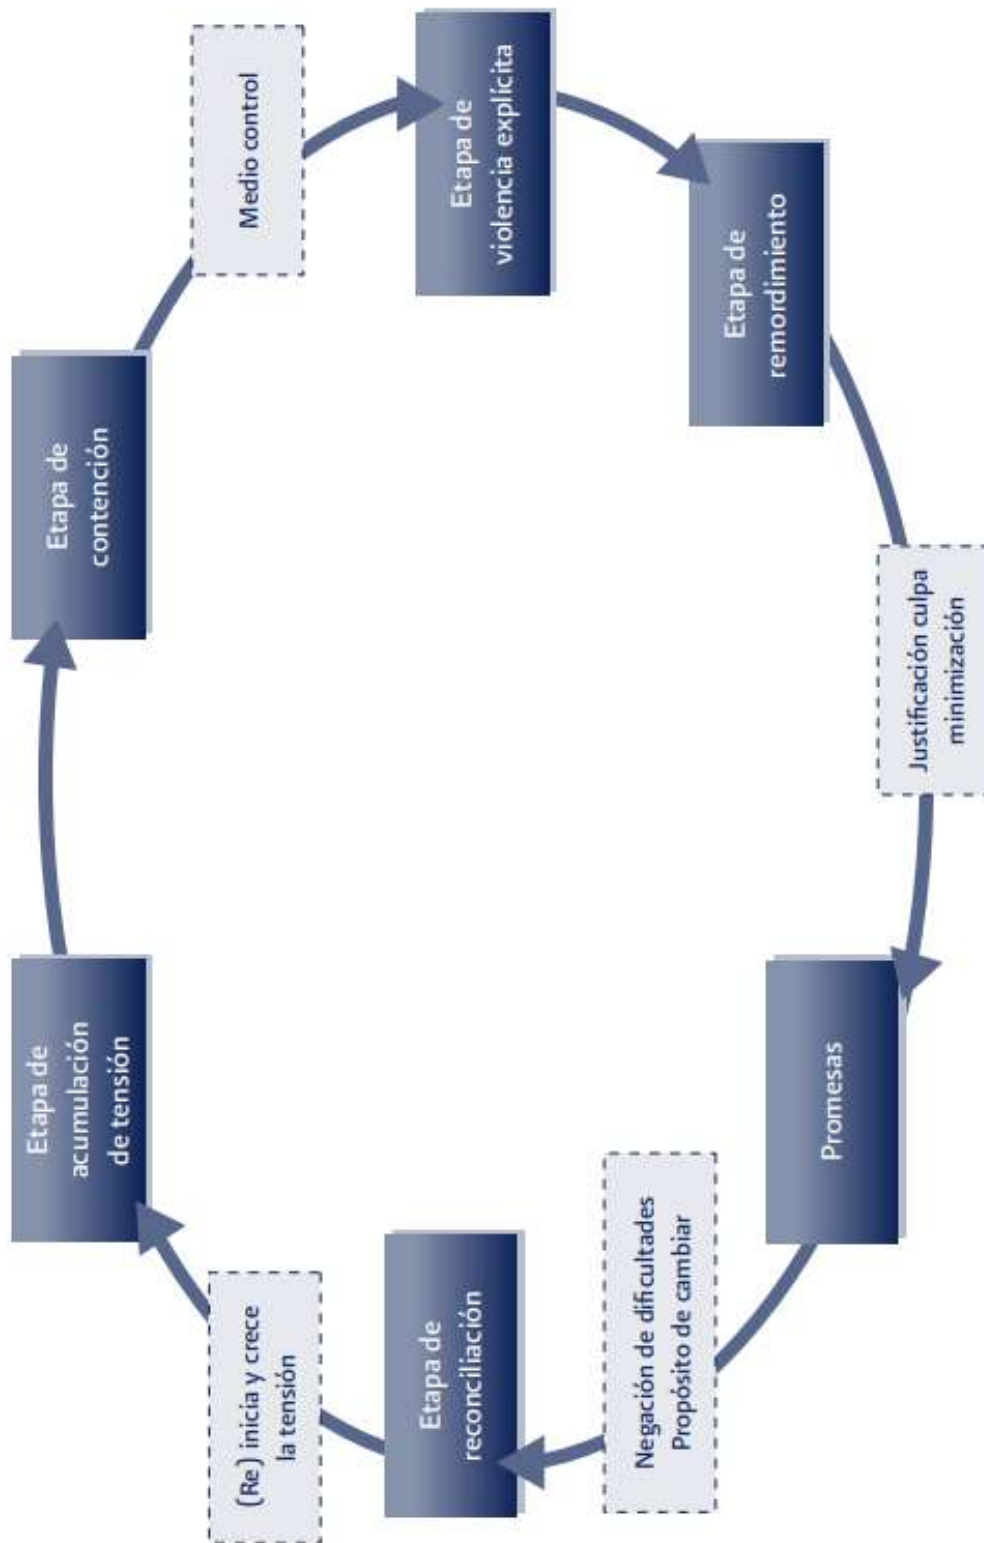 Etapa de
acumulación
de tensión
Etapa de
contención
Medio control
Etapa de
violencia explícita
Etapa de
remordimiento
Justificación culpa
minimización
Promesas
Negación de dificultades
Propósito de cambiar
Etapa de
reconciliación
(Re) inicia y crece
la tensión